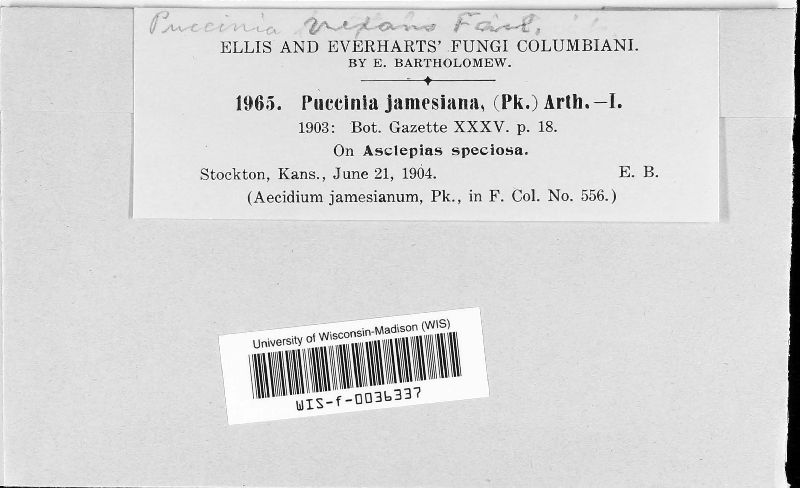 Puccinia vexans Farl.
ELLIS AND EVERHARTS' FUNGI COLUMBIANI.
BY E. BARTHOLOMEW.
1965. Puccinia jamesiana, (Pk.) Arth.—I.
1903: Bot. Gazette XXXV. p. 18.
On Asclepias speciosa.
Stockton, Kans., June 21, 1904. E. B.
(Aecidium jamesianum, Pk., in F. Col. No. 556.)
University of Wisconsin-Madison (WIS)
WIS-f-0036337